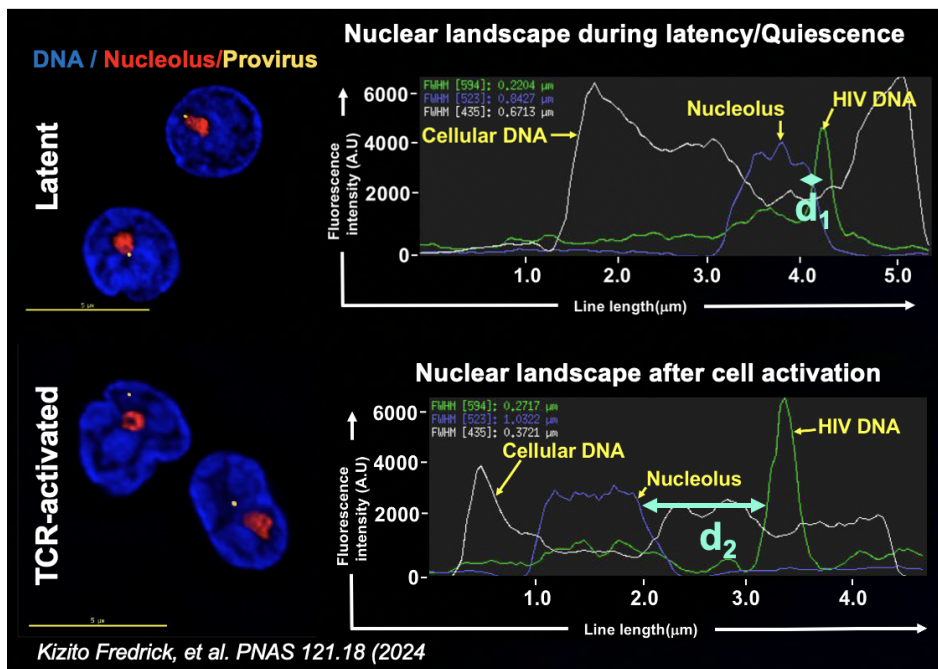 Nuclear landscape during latency/Quiescence
DNA / Nucleolus/Provirus
Latent
5 µm
Fluorescence
intensity (A.U)
6000
4000
2000
0
FWHM [594]: 0.2204 µm
FWHM [523]: 0.8427 µm
FWHM [435]: 0.6713 µm
Cellular DNA
Nucleolus
HIV DNA
d1
1.0 2.0 3.0 4.0 5.0
Line length(µm)
TCR-activated
5 µm
Nuclear landscape after cell activation
Fluorescence
intensity (A.U)
6000
4000
2000
0
FWHM [594]: 0.2717 µm
FWHM [523]: 1.0322 µm
FWHM [435]: 0.3721 µm
Cellular DNA
Nucleolus
HIV DNA
d2
1.0 2.0 3.0 4.0
Line length(µm)
Kizito Fredrick, et al. PNAS 121.18 (2024